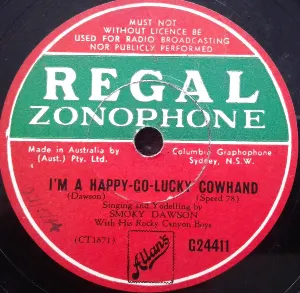 MUST NOT
WITHOUT LICENCE BE
USED FOR RADIO BROADCASTING
NOR PUBLICLY PERFORMED
REGAL
ZONOPHONE
Made in Australia by Columbia Graphophone
(Aust.) Pty. Ltd. Sydney, N.S.W.
I'M A HAPPY-GO-LUCKY COWHAND
(Dawson) (Speed 78)
Singing and Yodelling by
SMOKY DAWSON
With His Rocky Canyon Boys
(CT1871) Allan's C24411